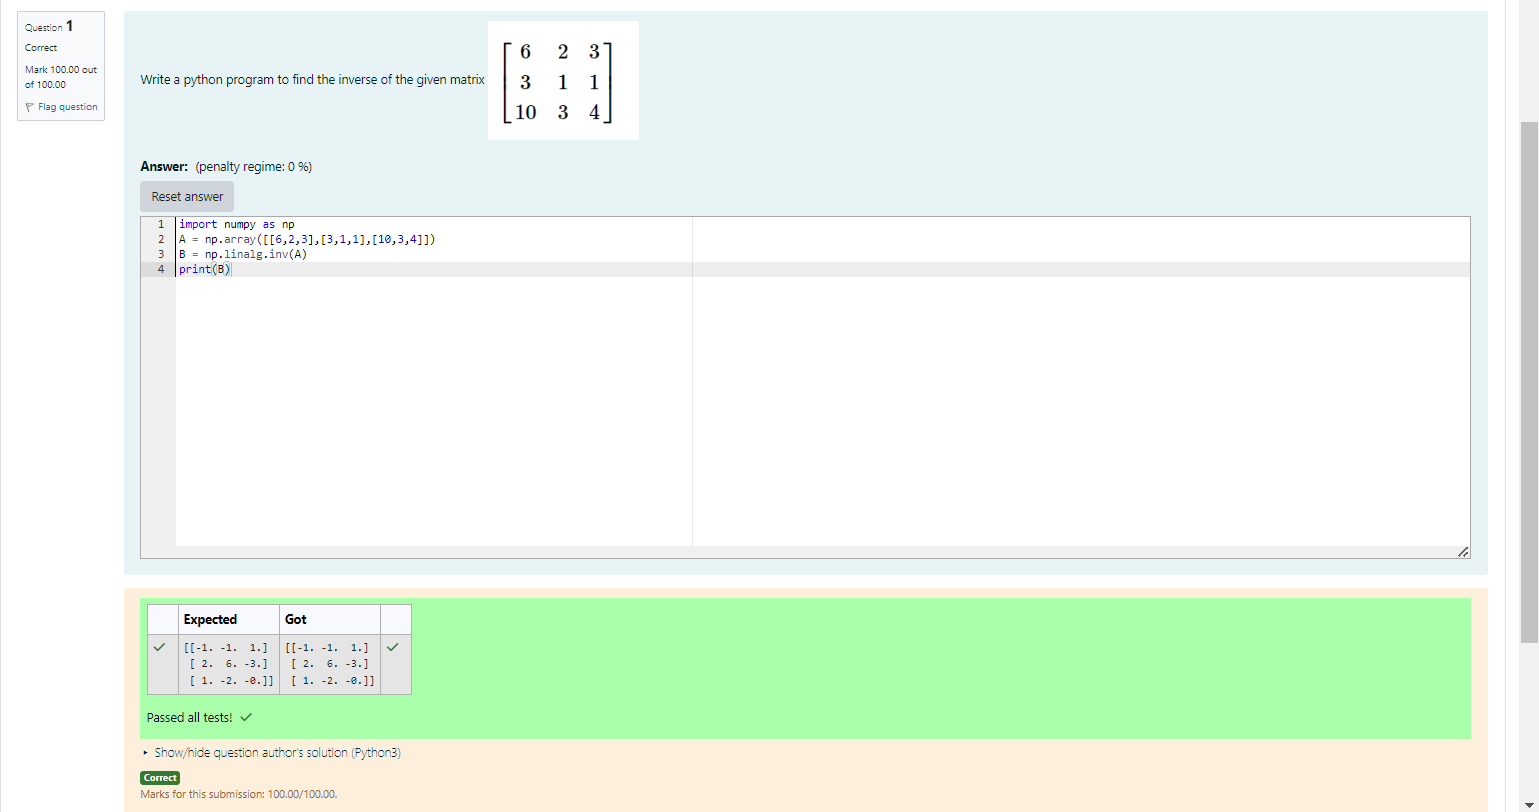 Question 1
Correct
Mark 100.00 out
of 100.00
Flag question
Write a python program to find the inverse of the given matrix
6 2 3
3 1 1
10 3 4
Answer: (penalty regime: 0 %)
Reset answer
1 import numpy as np
2 A = np.array([[6,2,3],[3,1,1],[10,3,4]])
3 B = np.linalg.inv(A)
4 print(B)
Expected Got
[[-1. -1. 1.] [[-1. -1. 1.]
[ 2. 6. -3.] [ 2. 6. -3.]
[ 1. -2. -0.]] [ 1. -2. -0.]]
Passed all tests!
Show/hide question author's solution (Python3)
Correct
Marks for this submission: 100.00/100.00.